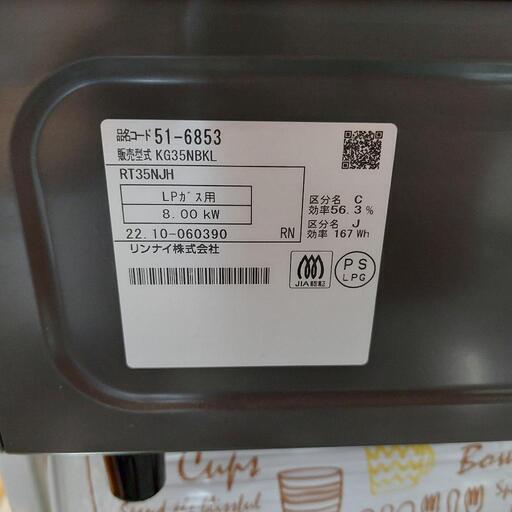 品名コード 51-6853
販売型式 KG35NBKL
RT35NJH
LPガス用
8.00 kW
区分名 C
効率56.3 %
区分名 J
効率 167 Wh
22.10-060390 RN
リンナイ株式会社
JIA認証
PS
LPG
Cups
Bow